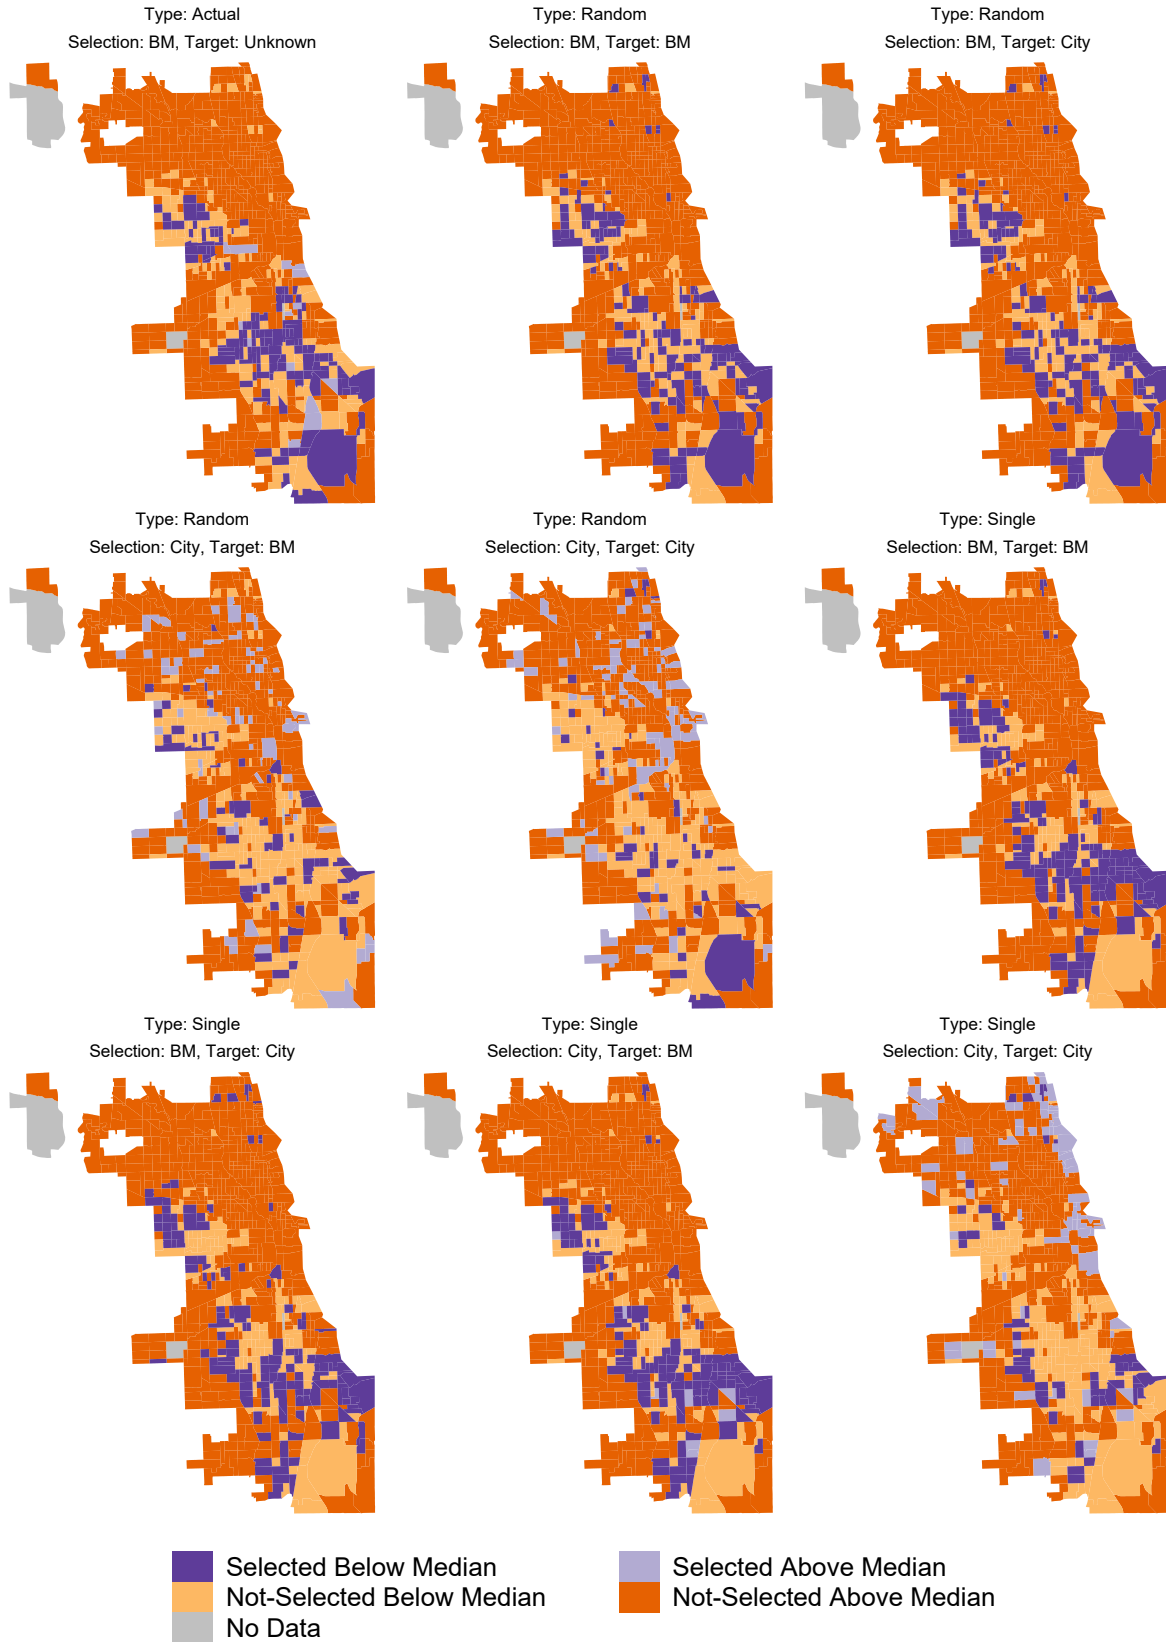 Type: Actual
Selection: BM, Target: Unknown
Type: Random
Selection: BM, Target: BM
Type: Random
Selection: BM, Target: City
Type: Random
Selection: City, Target: BM
Type: Random
Selection: City, Target: City
Type: Single
Selection: BM, Target: BM
Type: Single
Selection: BM, Target: City
Type: Single
Selection: City, Target: BM
Type: Single
Selection: City, Target: City
Selected Below Median
Not-Selected Below Median
No Data
Selected Above Median
Not-Selected Above Median